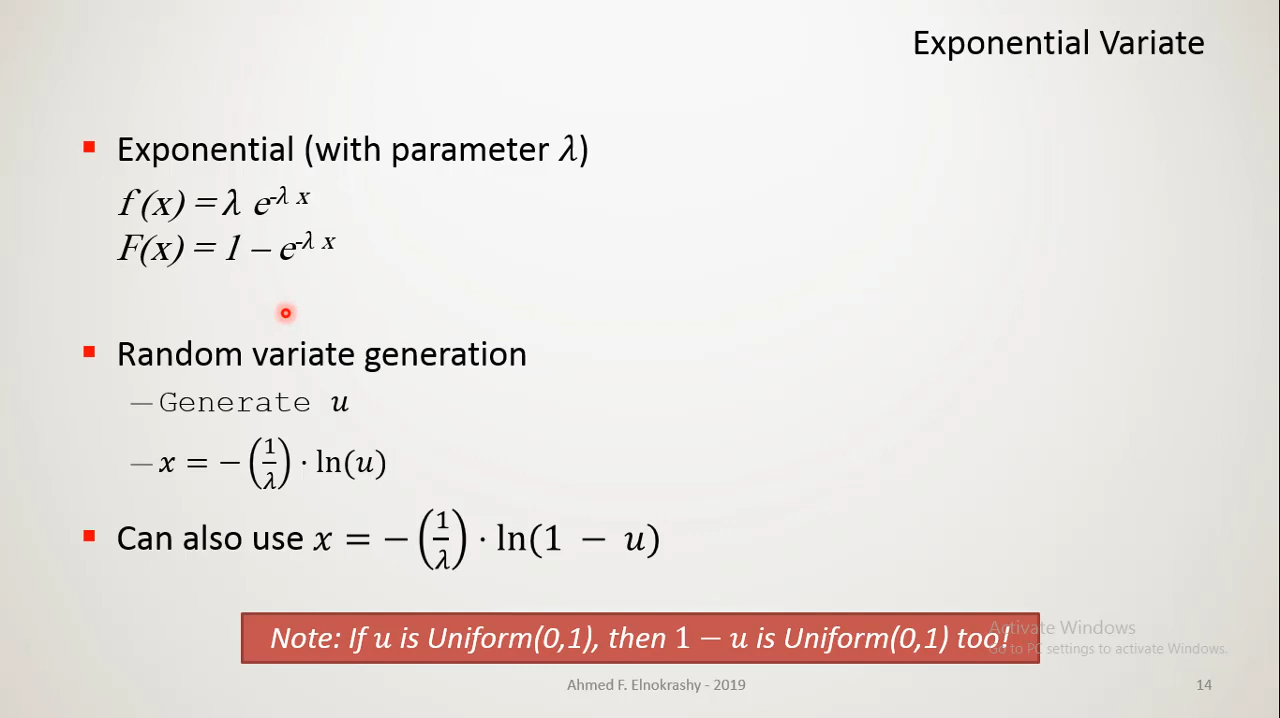 Exponential Variate
▪ Exponential (with parameter λ)
f (x) = λ e^{-λ x}
F(x) = 1 – e^{-λ x}
▪ Random variate generation
— Generate u
— x = −(1/λ) · ln(u)
▪ Can also use x = −(1/λ) · ln(1 − u)
Note: If u is Uniform(0,1), then 1 − u is Uniform(0,1) too!
Activate Windows
Go to PC settings to activate Windows.
Ahmed F. Elnokrashy - 2019
14